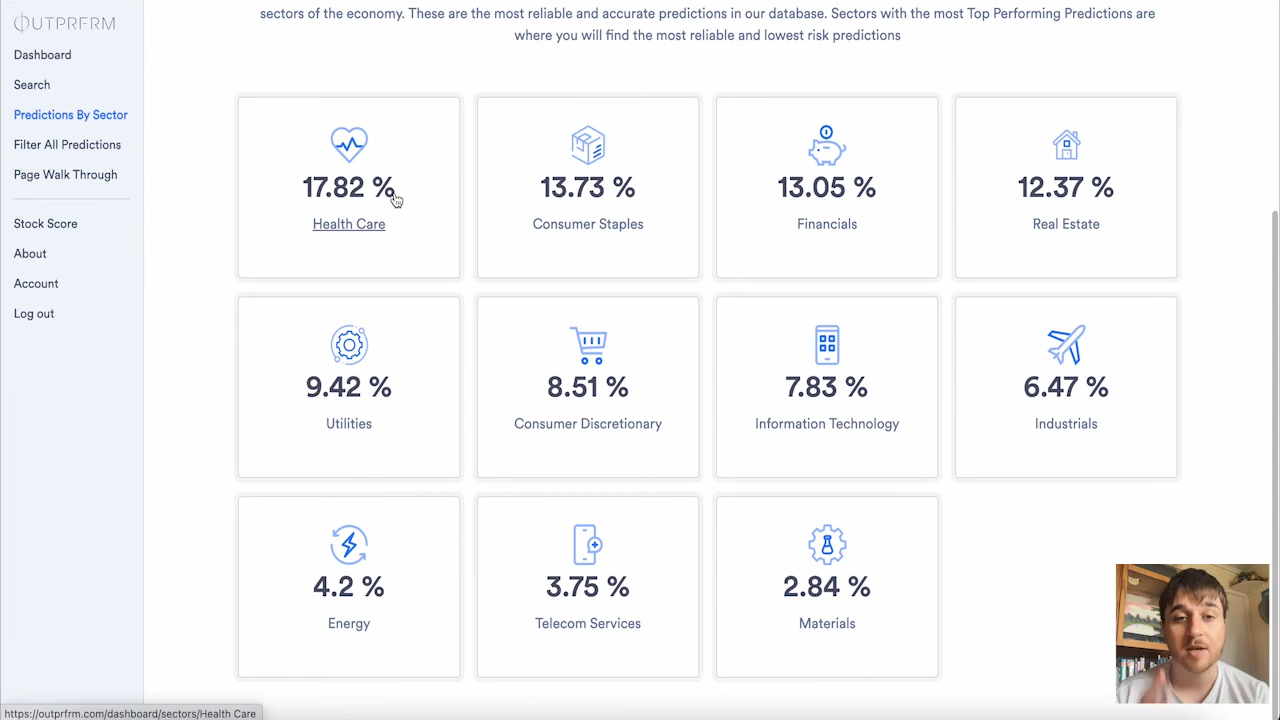 OUTPRFRM
Dashboard
Search
Predictions By Sector
Filter All Predictions
Page Walk Through
Stock Score
About
Account
Log out
sectors of the economy. These are the most reliable and accurate predictions in our database. Sectors with the most Top Performing Predictions are
where you will find the most reliable and lowest risk predictions
17.82 %
Health Care
13.73 %
Consumer Staples
13.05 %
Financials
12.37 %
Real Estate
9.42 %
Utilities
8.51 %
Consumer Discretionary
7.83 %
Information Technology
6.47 %
Industrials
4.2 %
Energy
3.75 %
Telecom Services
2.84 %
Materials
https://outprfrm.com/dashboard/sectors/Health Care